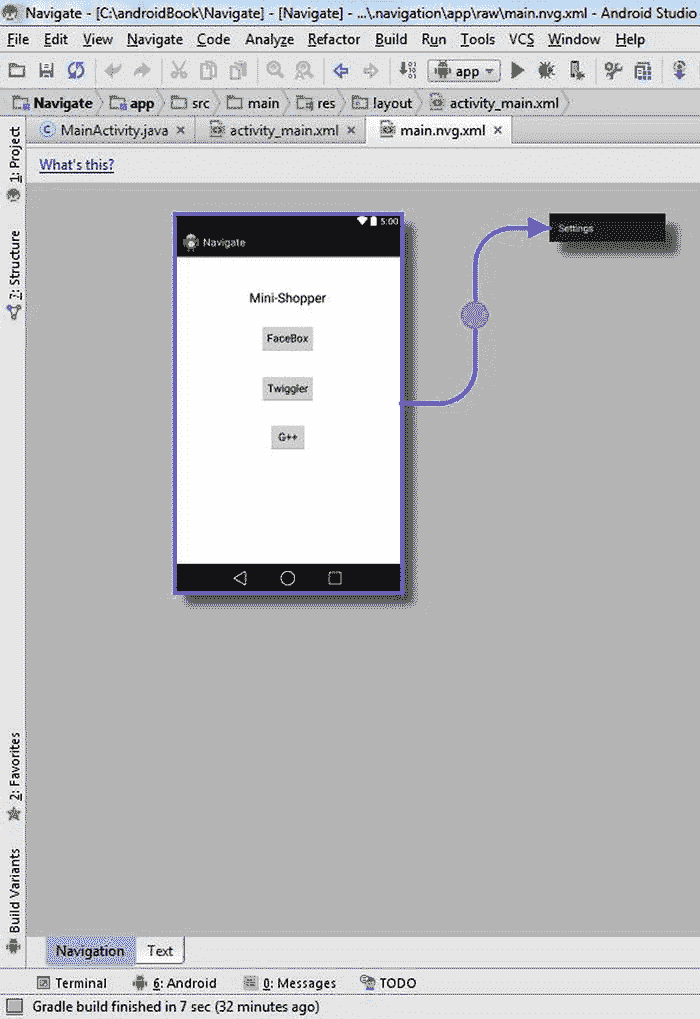 Navigate - [C:\androidBook\Navigate] - [Navigate] - ...\.navigation\app\raw\main.nvg.xml - Android Studio
File Edit View Navigate Code Analyze Refactor Build Run Tools VCS Window Help
app
Navigate app src main res layout activity_main.xml
MainActivity.java activity_main.xml main.nvg.xml
What's this?
1: Project
7: Structure
2: Favorites
Build Variants
5:00
Navigate
Mini-Shopper
FaceBox
Twiggler
G++
Settings
Navigation Text
Terminal 6: Android 0: Messages TODO
Gradle build finished in 7 sec (32 minutes ago)